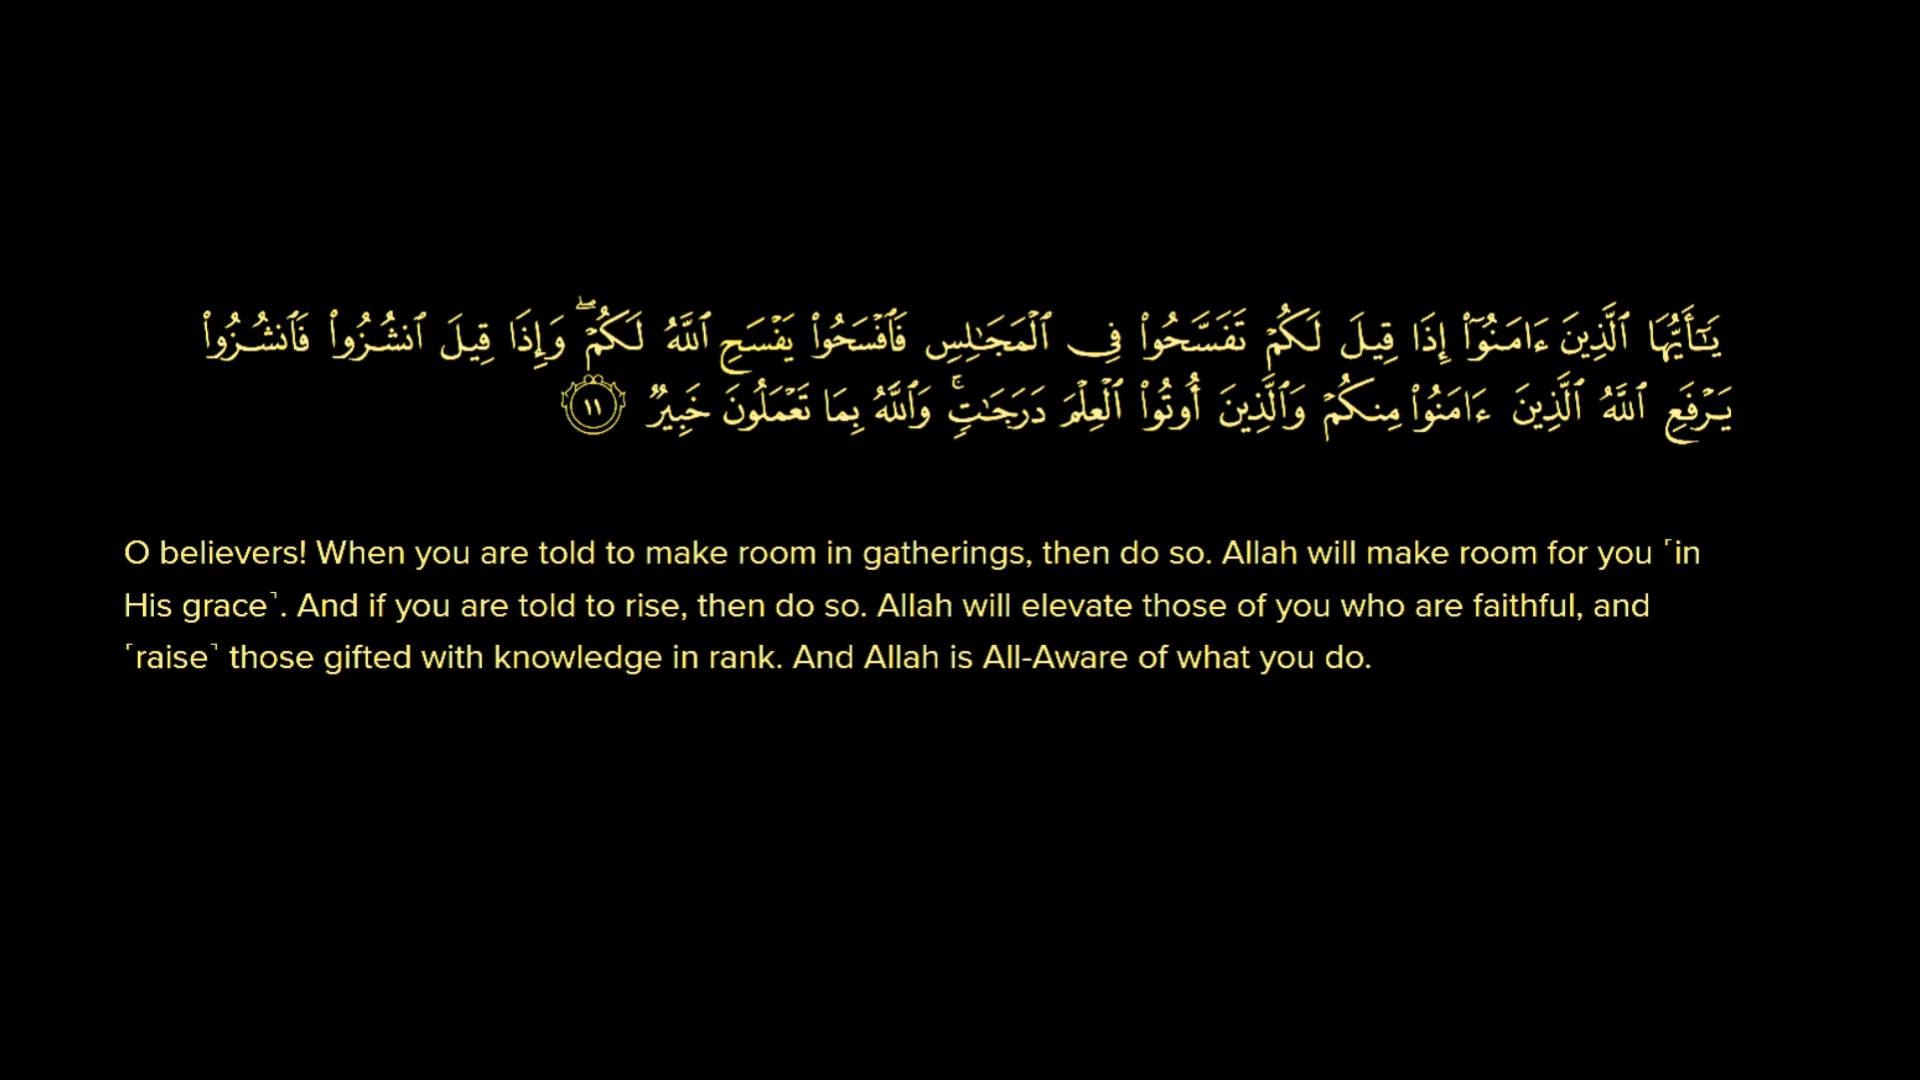 يَـٰٓأَيُّهَا ٱلَّذِينَ ءَامَنُوٓا۟ إِذَا قِيلَ لَكُمْ تَفَسَّحُوا۟ فِى ٱلْمَجَـٰلِسِ فَٱفْسَحُوا۟ يَفْسَحِ ٱللَّهُ لَكُمْ ۖ وَإِذَا قِيلَ ٱنشُزُوا۟ فَٱنشُزُوا۟
يَرْفَعِ ٱللَّهُ ٱلَّذِينَ ءَامَنُوا۟ مِنكُمْ وَٱلَّذِينَ أُوتُوا۟ ٱلْعِلْمَ دَرَجَـٰتٍۢ ۚ وَٱللَّهُ بِمَا تَعْمَلُونَ خَبِيرٌۭ ١١
O believers! When you are told to make room in gatherings, then do so. Allah will make room for you ˹in
His grace˺. And if you are told to rise, then do so. Allah will elevate those of you who are faithful, and
˹raise˺ those gifted with knowledge in rank. And Allah is All-Aware of what you do.